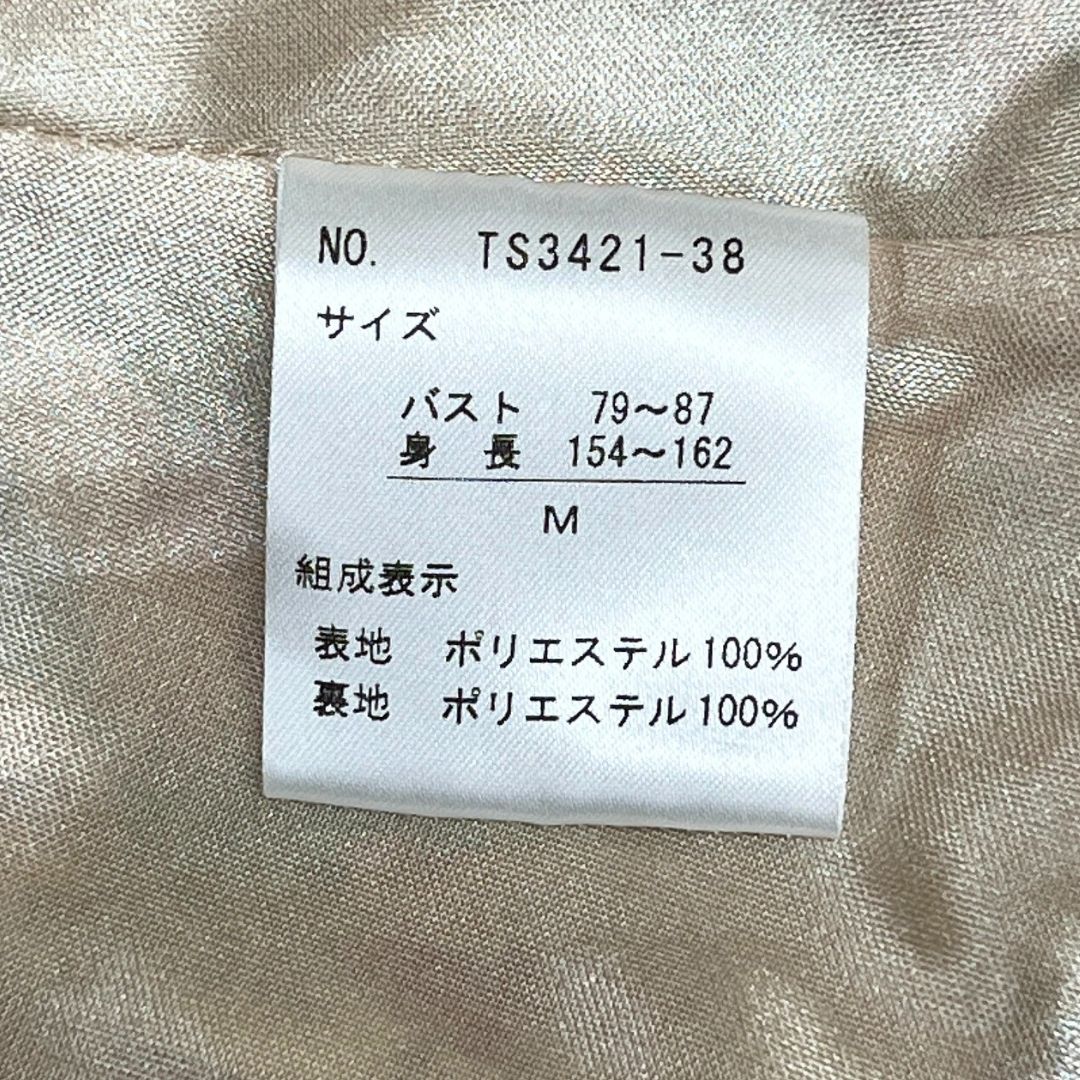 NO. TS3421-38
サイズ
バスト 79〜87
身 長 154〜162
M
組成表示
表地 ポリエステル100%
裏地 ポリエステル100%